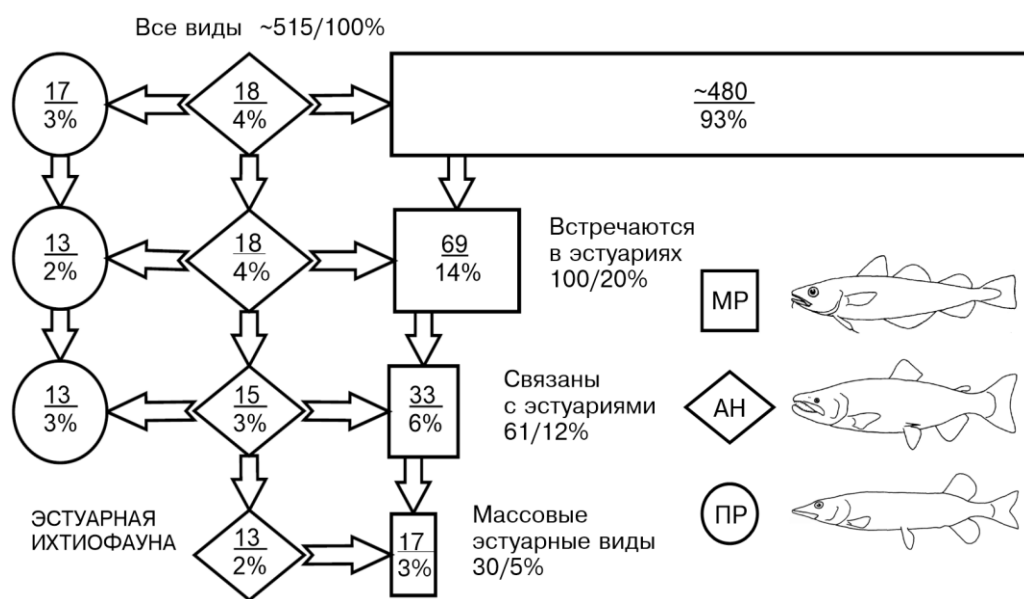 Все виды ~515/100%
17
3%
18
4%
~480
93%
13
2%
18
4%
69
14%
Встречаются
в эстуариях
100/20%
МР
13
3%
15
3%
33
6%
Связаны
с эстуариями
61/12%
АН
ЭСТУАРНАЯ
ИХТИОФАУНА
13
2%
17
3%
Массовые
эстуарные виды
30/5%
ПР